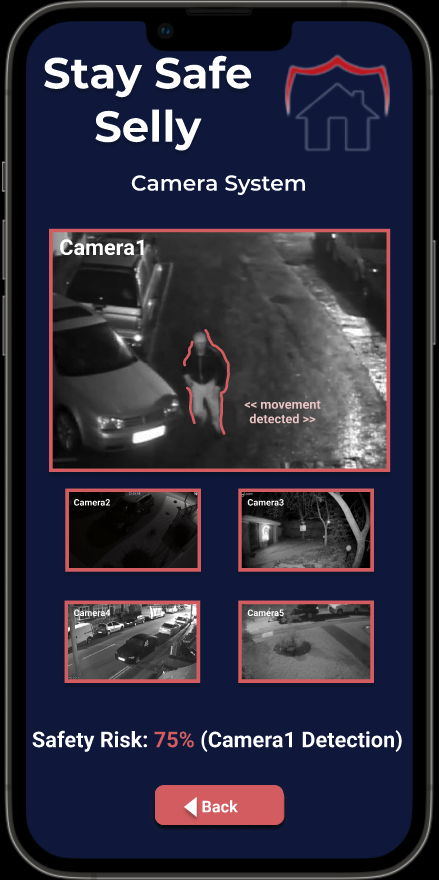 Stay Safe
Selly
Camera System
Camera1
<< movement
detected >>
Camera2
Camera3
Camera4
Camera5
Safety Risk: 75% (Camera1 Detection)
Back